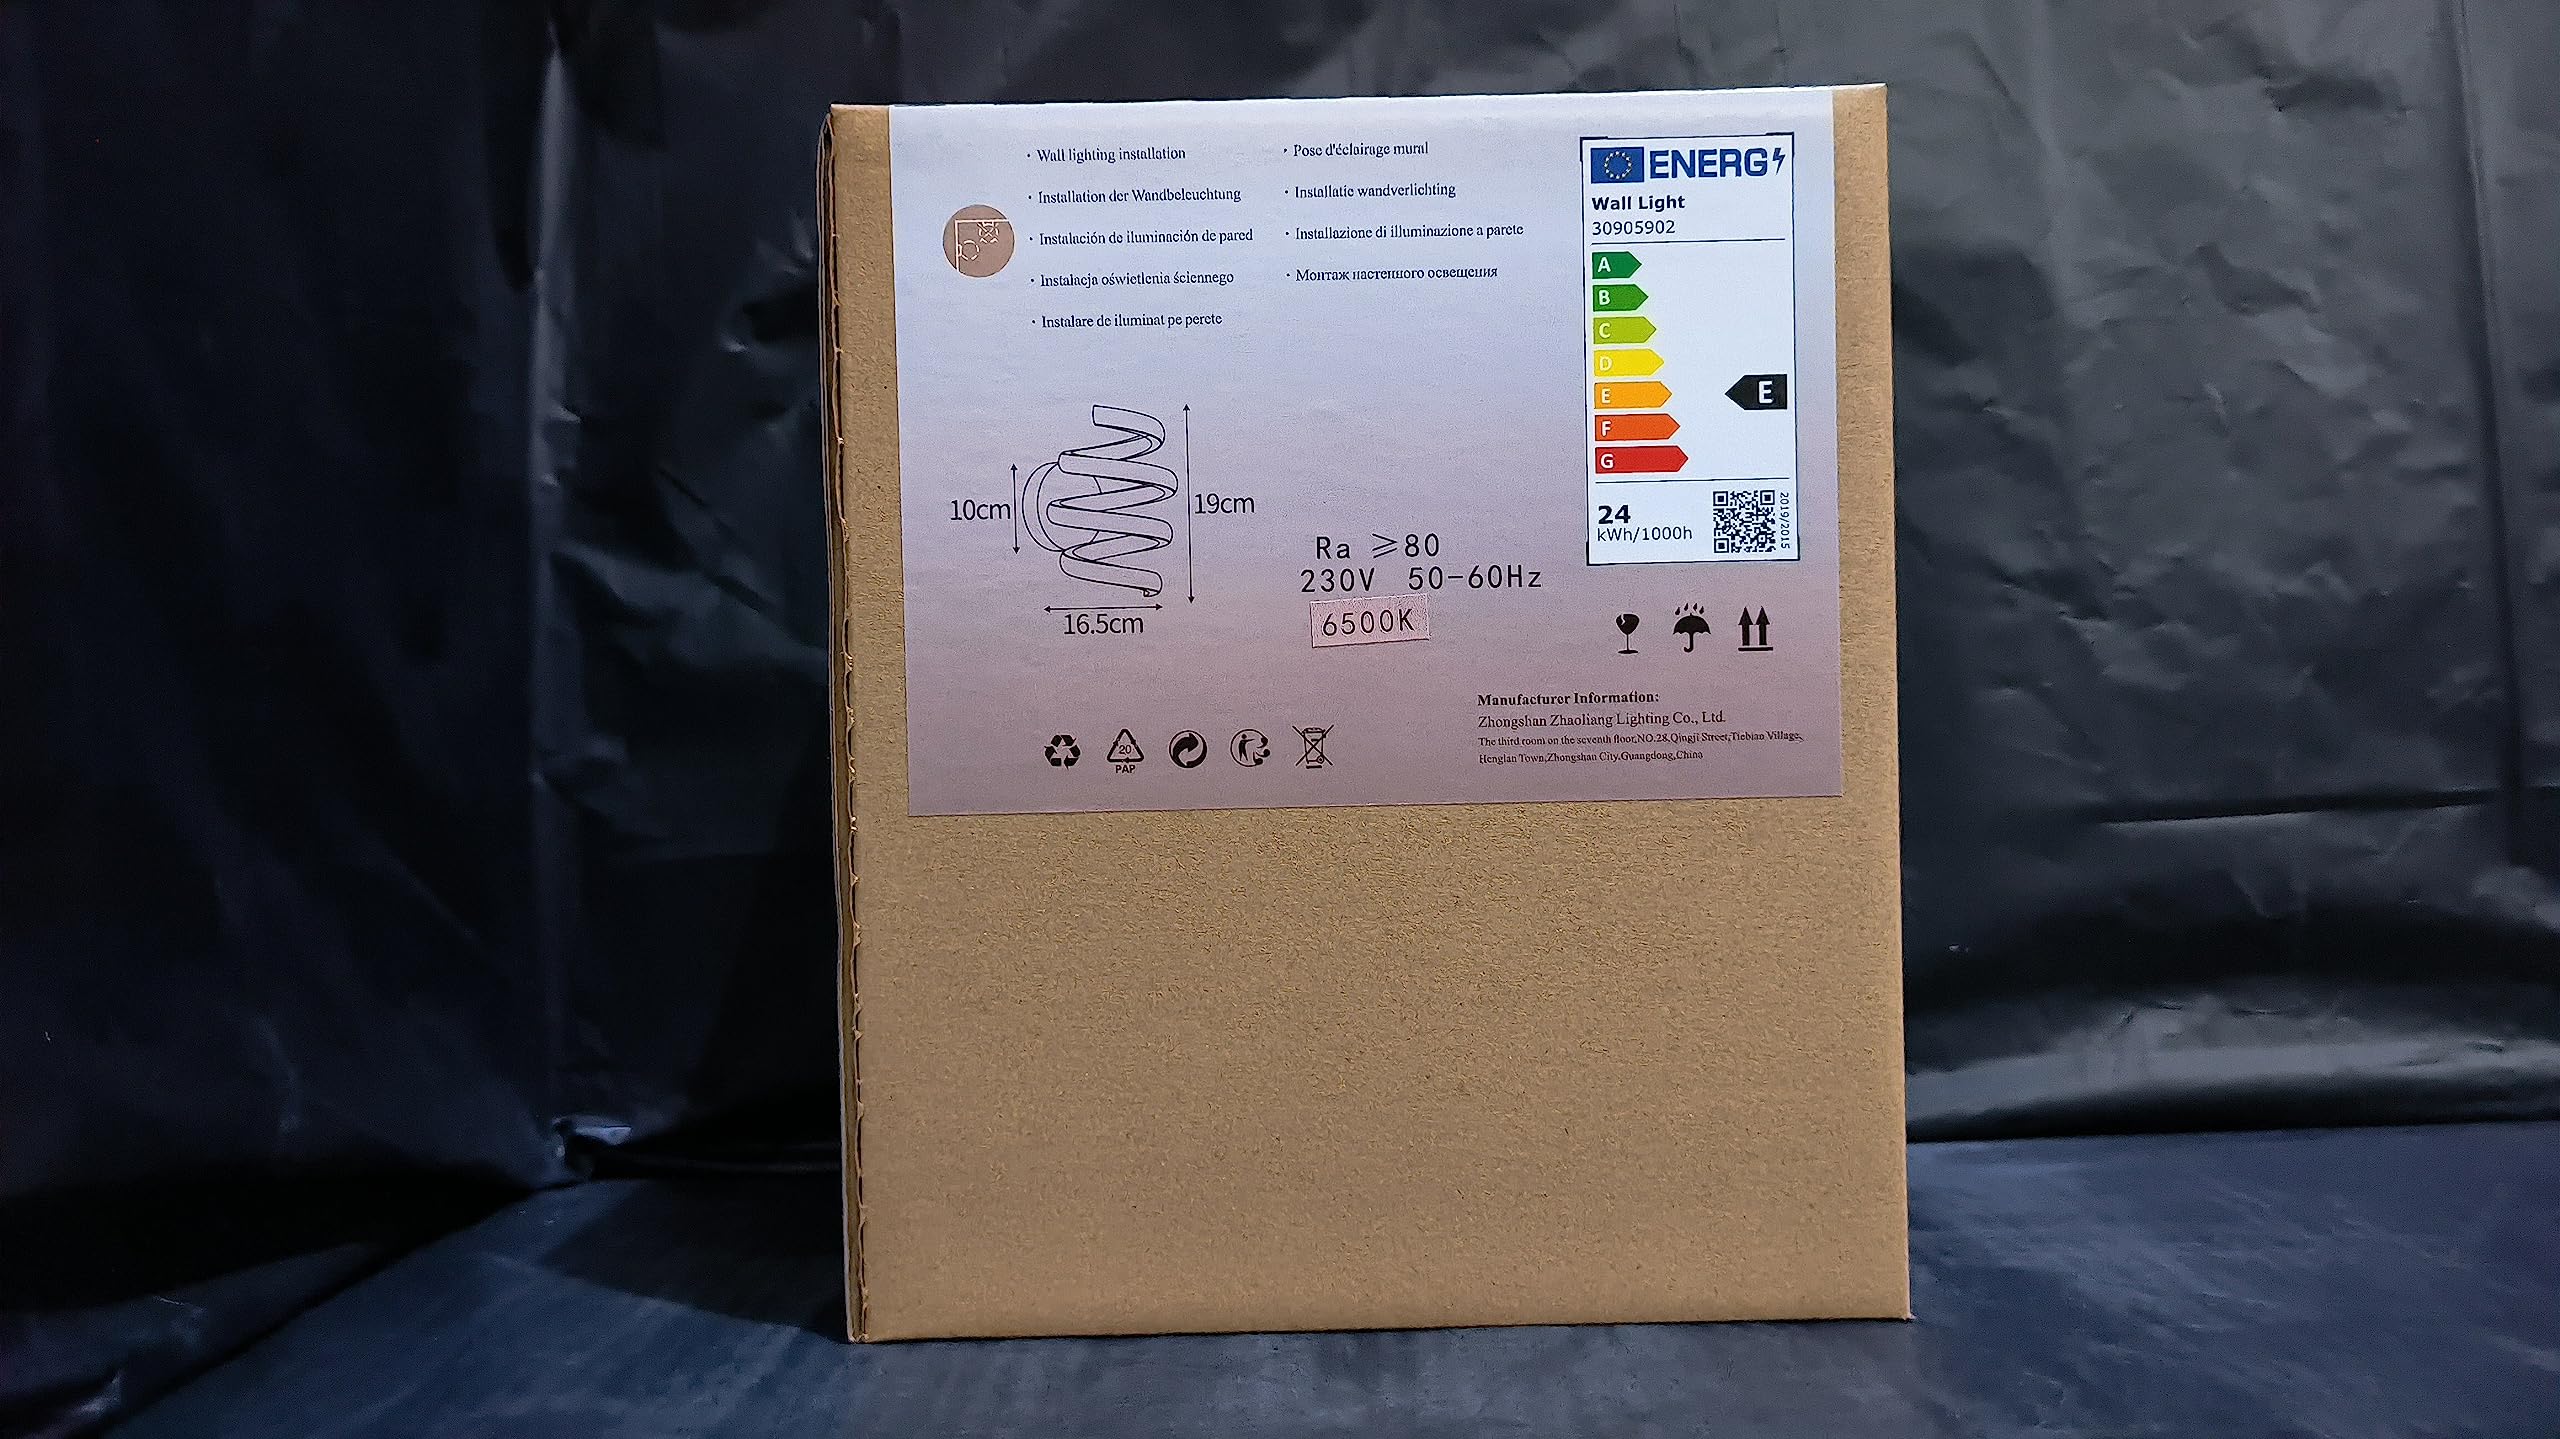 · Wall lighting installation
· Installation der Wandbeleuchtung
· Instalación de iluminación de pared
· Instalacja oświetlenia ściennego
· Instalare de iluminat pe perete
· Pose d'éclairage mural
· Installatie wandverlichting
· Installazione di illuminazione a parete
· Монтаж настенного освещения
ENERG
Wall Light
30905902
A
B
C
D
E
E
F
G
24
kWh/1000h
2019/2015
10cm
19cm
16.5cm
Ra ⩾80
230V 50-60Hz
6500K
20
PAP
Manufacturer Information:
Zhongshan Zhaoliang Lighting Co., Ltd.
The third room on the seventh floor,NO.28,Qingji Street,Tiebian Village,
Henglan Town,Zhongshan City,Guangdong,China